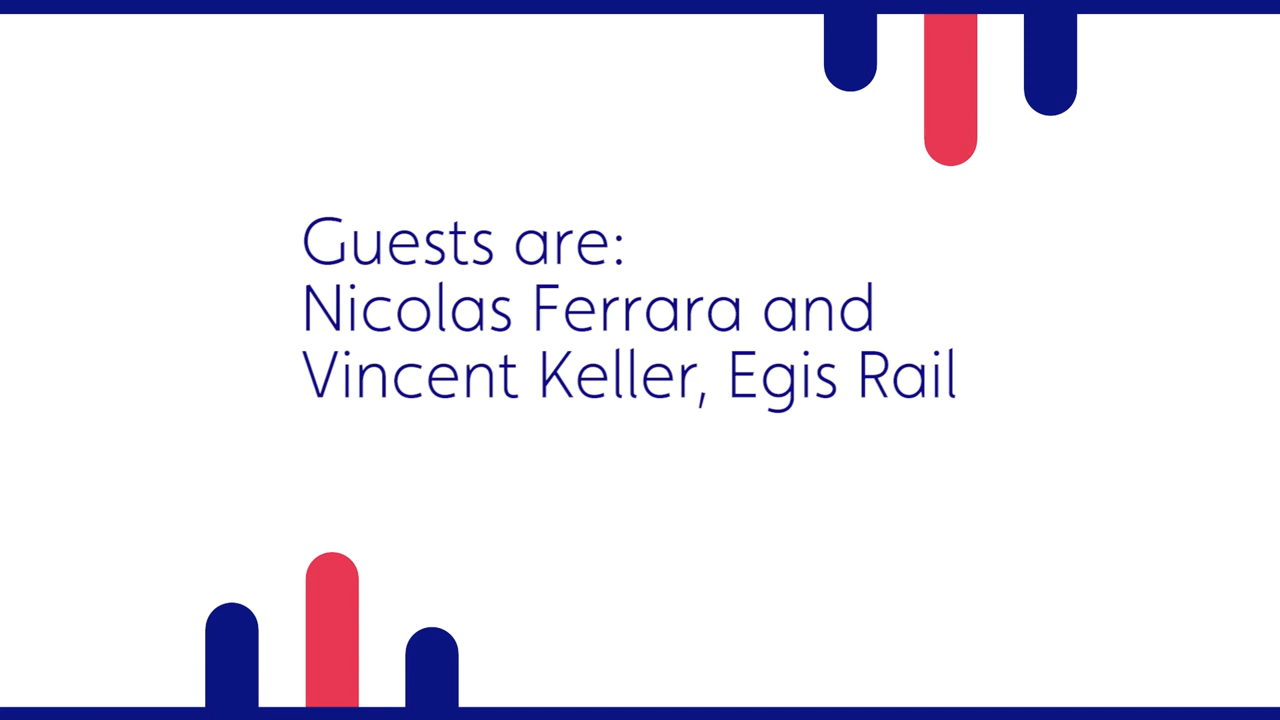 Guests are:
Nicolas Ferrara and
Vincent Keller, Egis Rail